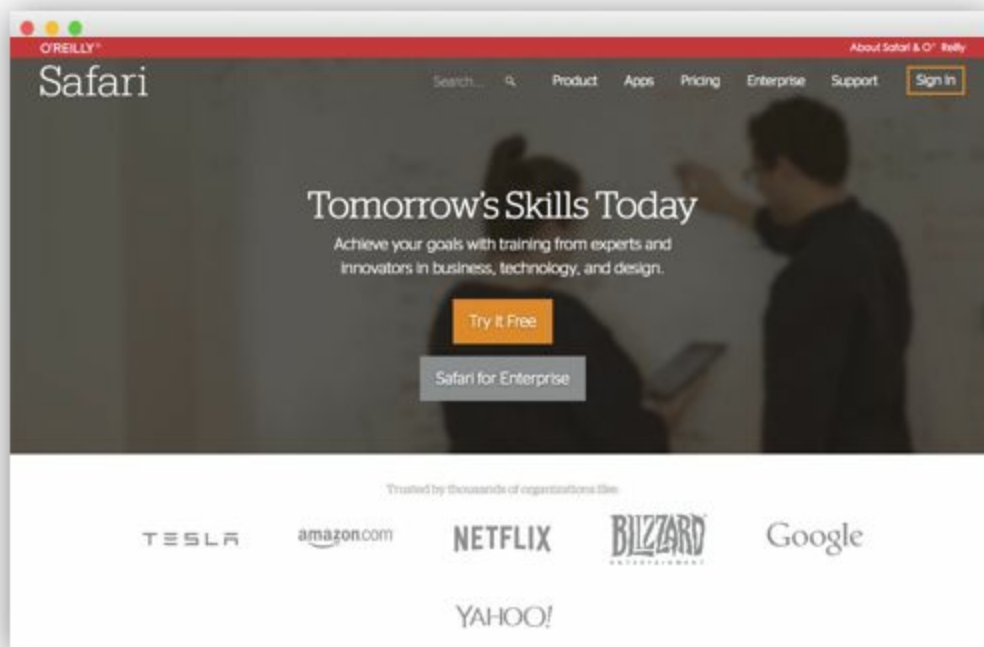 O'REILLY®
About Safari & O' Reilly
Safari
Search...
Product
Apps
Pricing
Enterprise
Support
Sign In
Tomorrow's Skills Today
Achieve your goals with training from experts and
innovators in business, technology, and design.
Try It Free
Safari for Enterprise
Trusted by thousands of organizations like:
TESLA
amazon.com
NETFLIX
BLIZZARD
ENTERTAINMENT
Google
YAHOO!